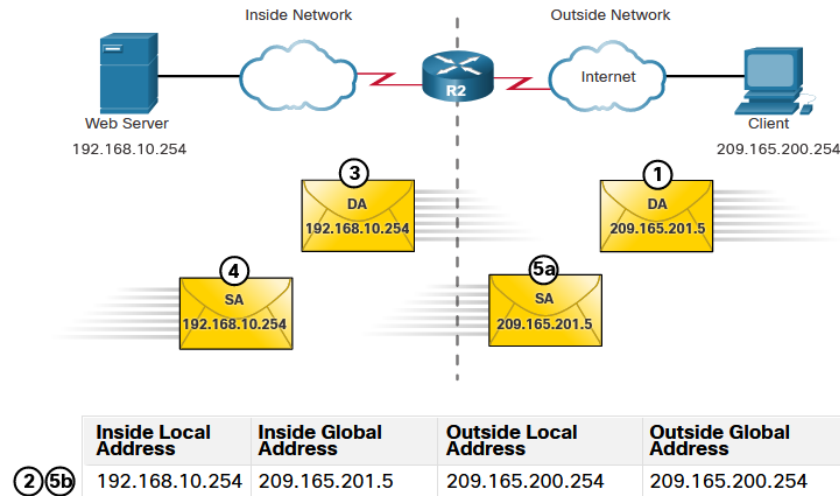 Inside Network
Outside Network
R2
Internet
Web Server
192.168.10.254
Client
209.165.200.254
3
DA
192.168.10.254
1
DA
209.165.201.5
4
SA
192.168.10.254
5a
SA
209.165.201.5
Inside Local Address
Inside Global Address
Outside Local Address
Outside Global Address
2 5b 192.168.10.254 209.165.201.5 209.165.200.254 209.165.200.254